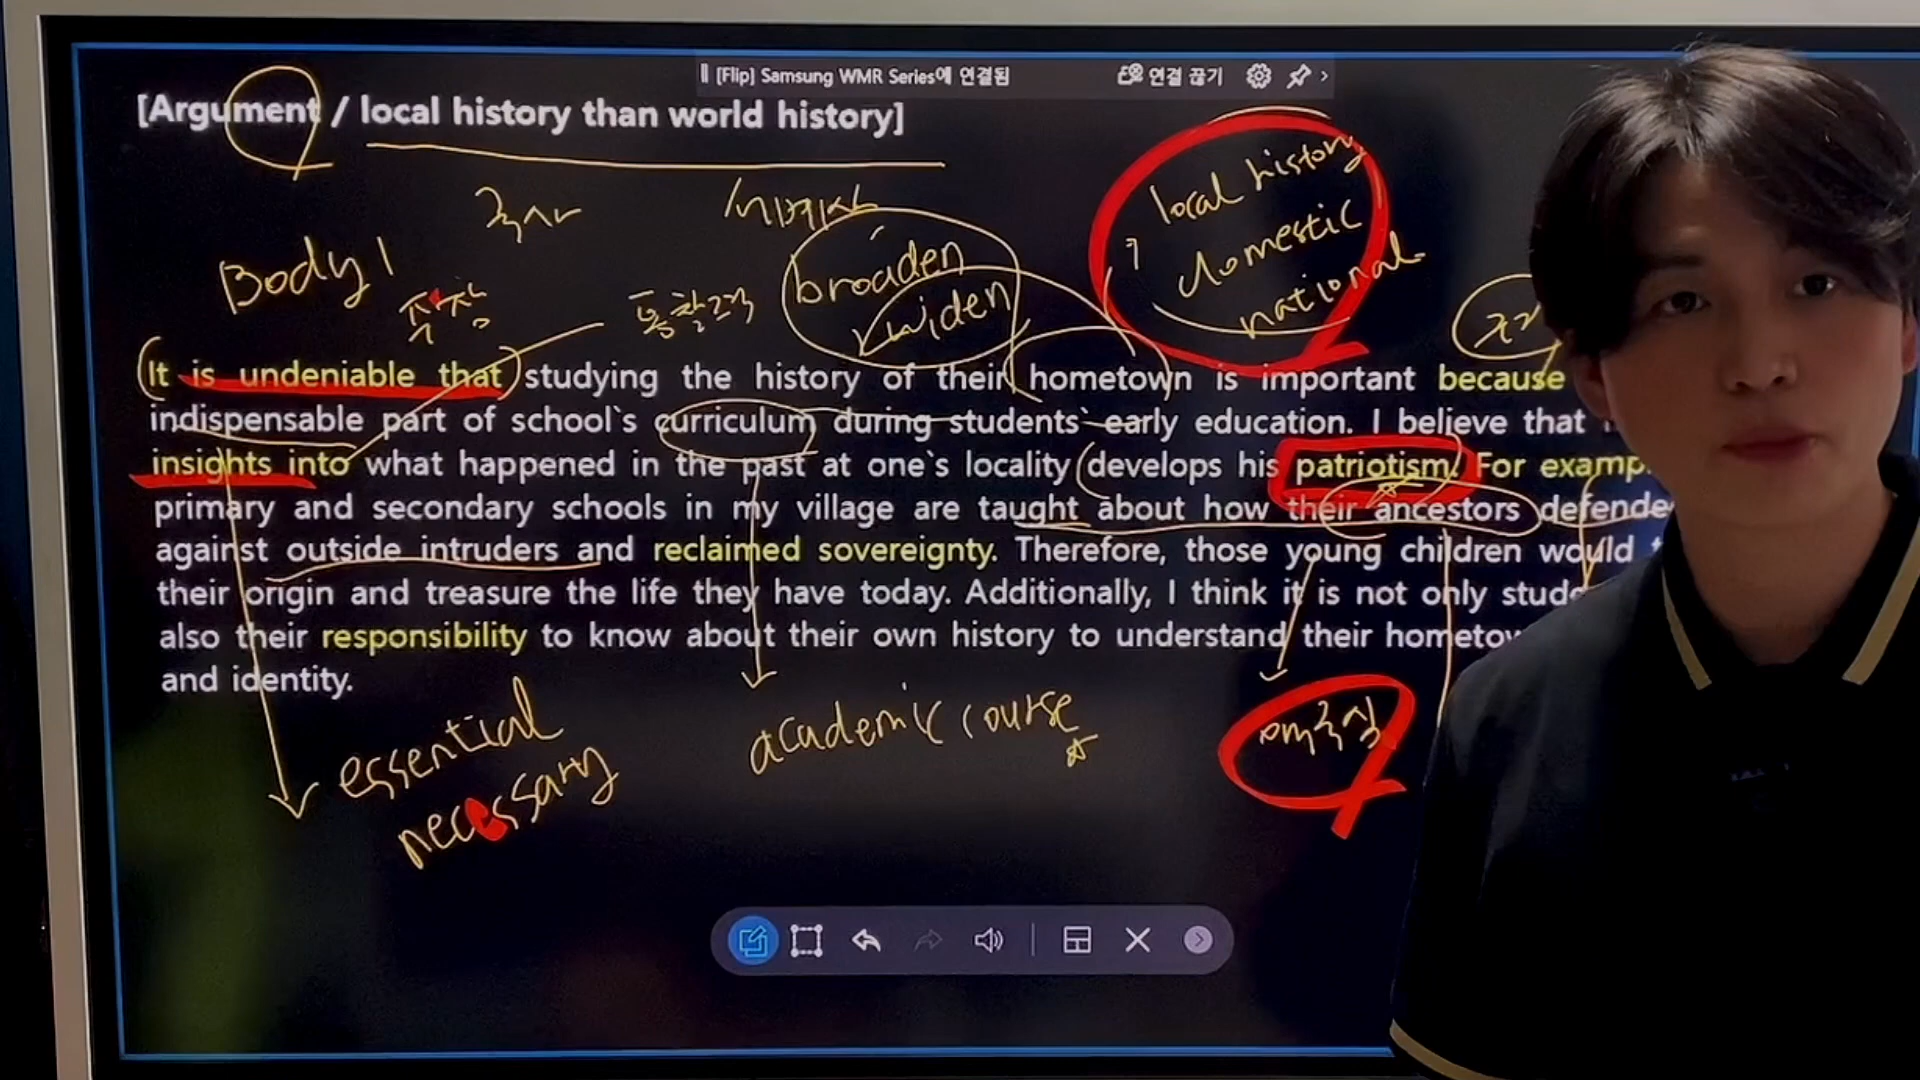 [Flip] Samsung WMR Series에 연결됨
연결 끊기
[Argument / local history than world history]
local history
국사
세계사
domestic
national
broaden
widen
Body 1
주장
통찰력
It is undeniable that studying the history of their hometown is important because
indispensable part of school`s curriculum during students` early education. I believe that
insights into what happened in the past at one`s locality develops his patriotism. For examp
primary and secondary schools in my village are taught about how their ancestors defende
against outside intruders and reclaimed sovereignty. Therefore, those young children would
their origin and treasure the life they have today. Additionally, I think it is not only stud
also their responsibility to know about their own history to understand their hometow
and identity.
essential
necessary
academic course
애국심